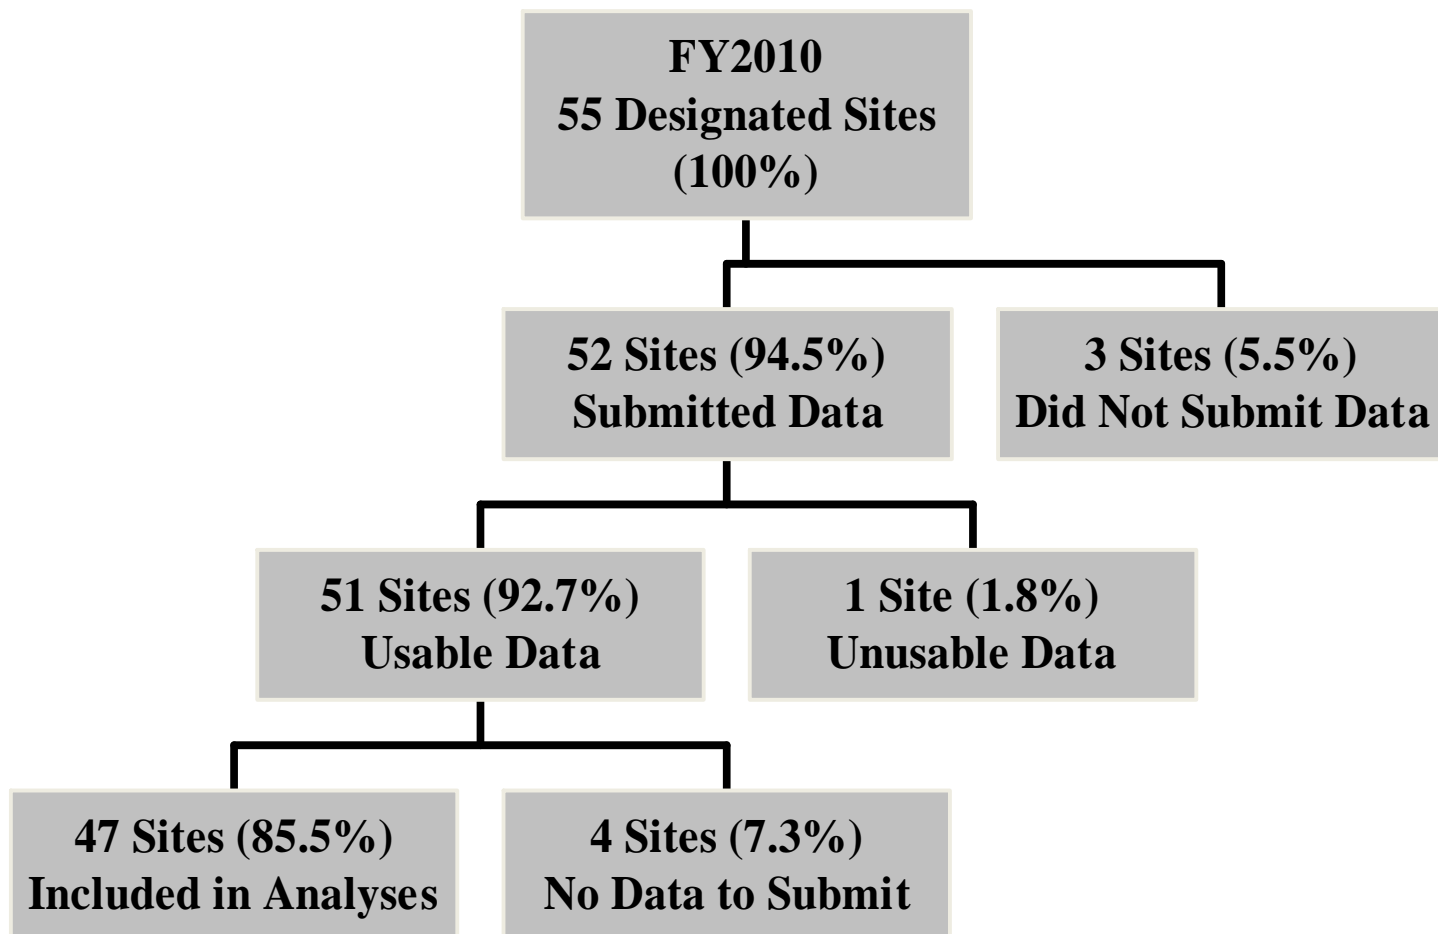 FY2010
55 Designated Sites
(100%)
52 Sites (94.5%)
Submitted Data
3 Sites (5.5%)
Did Not Submit Data
51 Sites (92.7%)
Usable Data
1 Site (1.8%)
Unusable Data
47 Sites (85.5%)
Included in Analyses
4 Sites (7.3%)
No Data to Submit